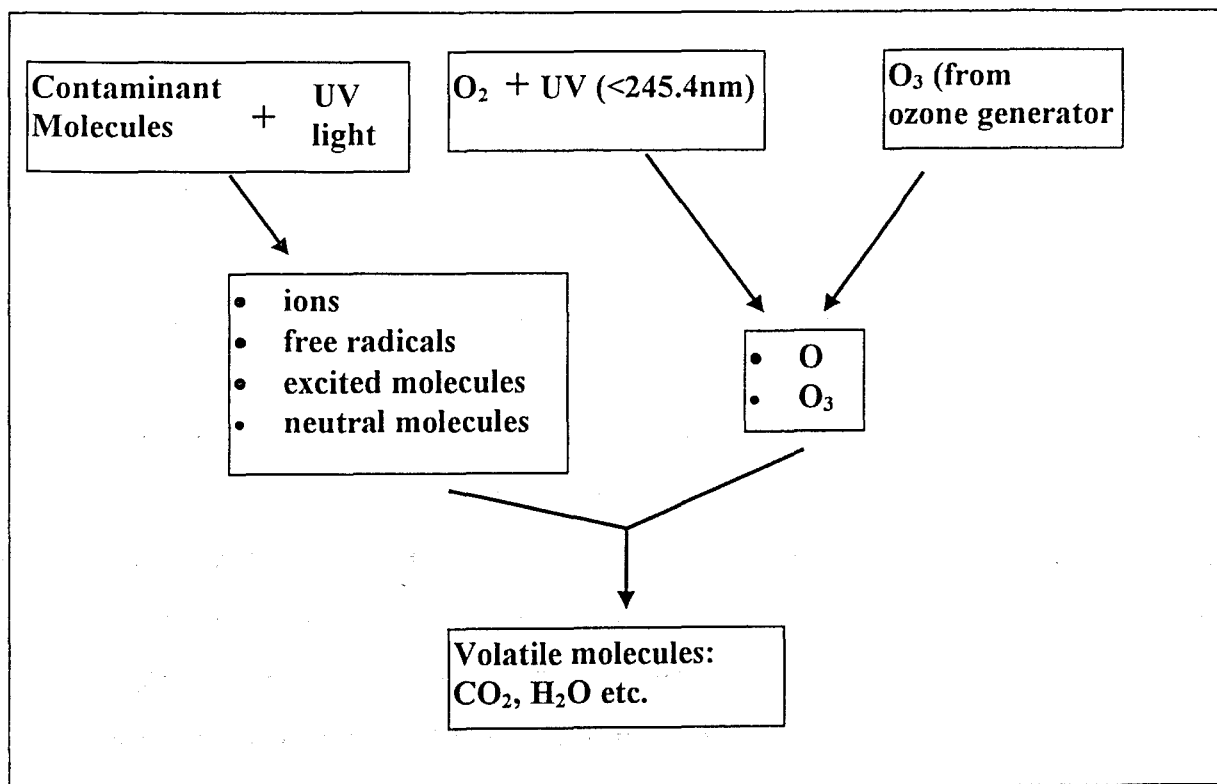 Contaminant Molecules + UV light
O₂ + UV (<245.4nm)
O₃ (from
ozone generator
• ions
• free radicals
• excited molecules
• neutral molecules
• O
• O₃
Volatile molecules:
CO₂, H₂O etc.